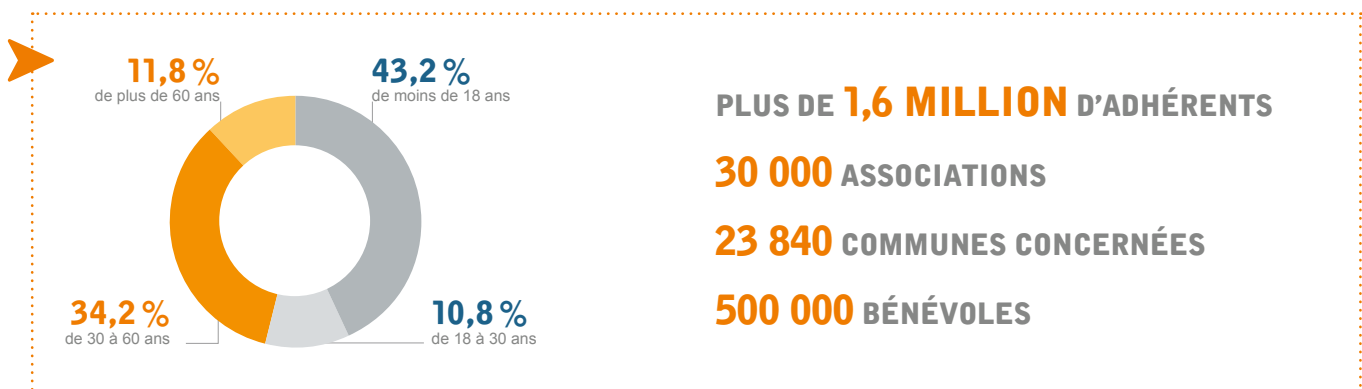 11,8 %
de plus de 60 ans
43,2 %
de moins de 18 ans
34,2 %
de 30 à 60 ans
10,8 %
de 18 à 30 ans
PLUS DE 1,6 MILLION D'ADHÉRENTS
30 000 ASSOCIATIONS
23 840 COMMUNES CONCERNÉES
500 000 BÉNÉVOLES